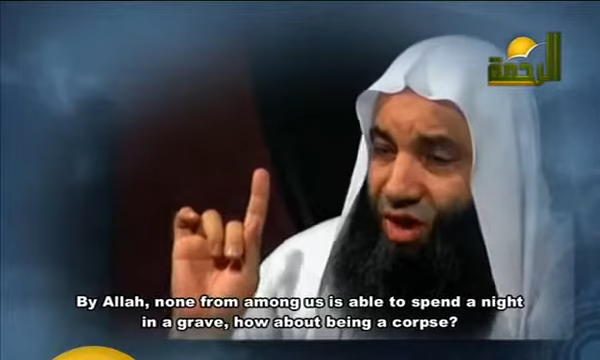 الرحمة
By Allah, none from among us is able to spend a night
in a grave, how about being a corpse?